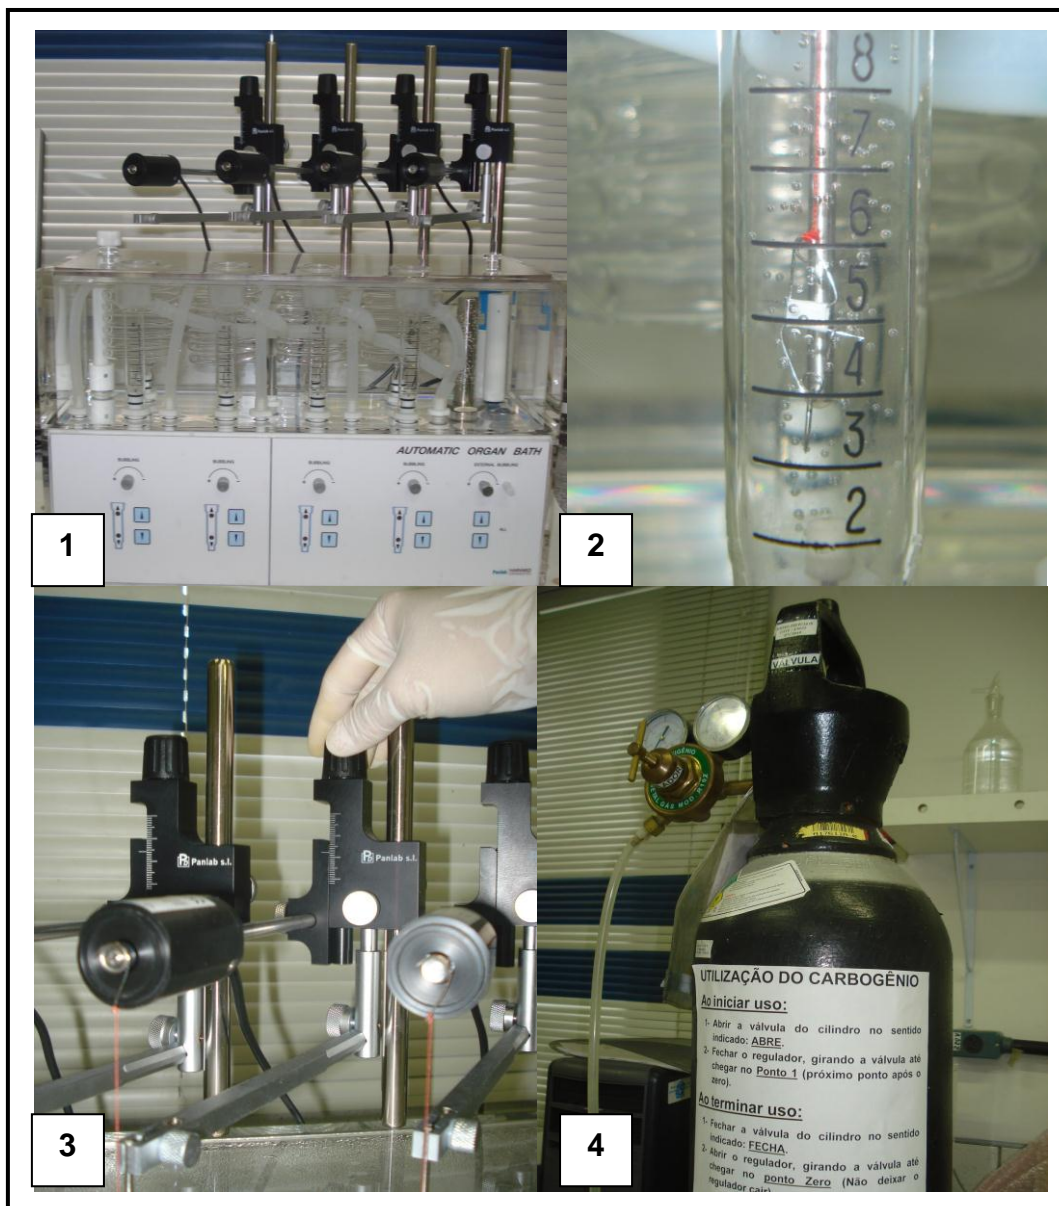 BUBBLING
BUBBLING
BUBBLING
BUBBLING
AUTOMATIC ORGAN BATH
Panlab
1
8
7
6
5
4
3
2
2
Panlab s.l.
Panlab s.l.
3
VÁLVULA
UTILIZAÇÃO DO CARBOGÊNIO
Ao iniciar uso:
1- Abrir a válvula do cilindro no sentido
indicado: ABRE.
2- Fechar o regulador, girando a válvula até
chegar no Ponto 1 (próximo ponto após o
zero).
Ao terminar uso:
1- Fechar a válvula do cilindro no sentido
indicado: FECHA.
2- Abrir o regulador, girando a válvula até
chegar no ponto Zero (Não deixar o
regulador cair)
4